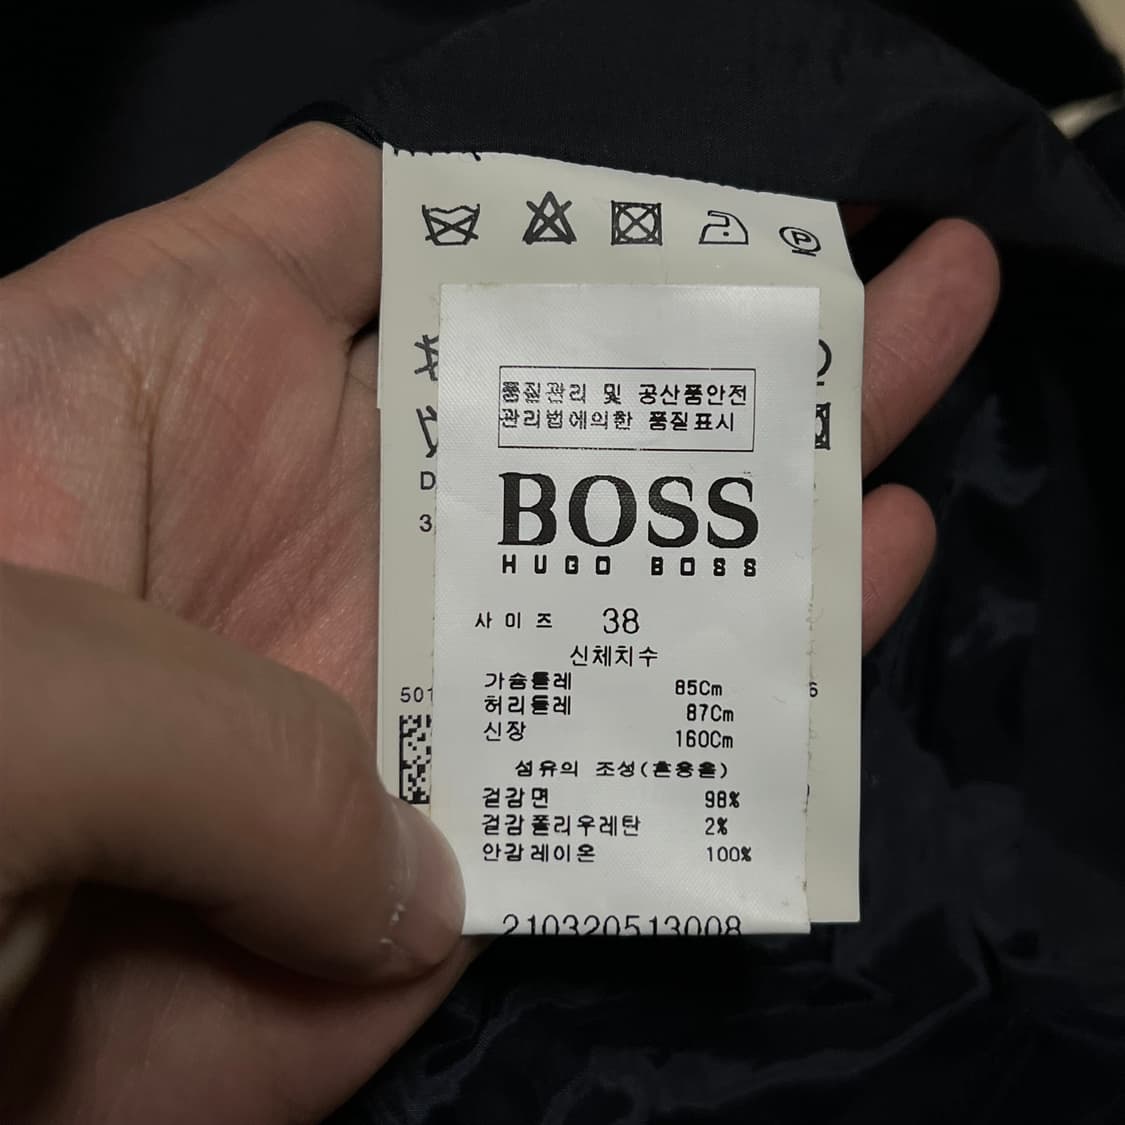 품질관리 및 공산품안전
관리법에의한 품질표시
BOSS
HUGO BOSS
사이즈 38
신체치수
가슴둘레 85Cm
허리둘레 87Cm
신장 160Cm
섬유의 조성(혼용율)
겉감면 98%
겉감폴리우레탄 2%
안감레이온 100%
210320513008
P
D
3
501
6